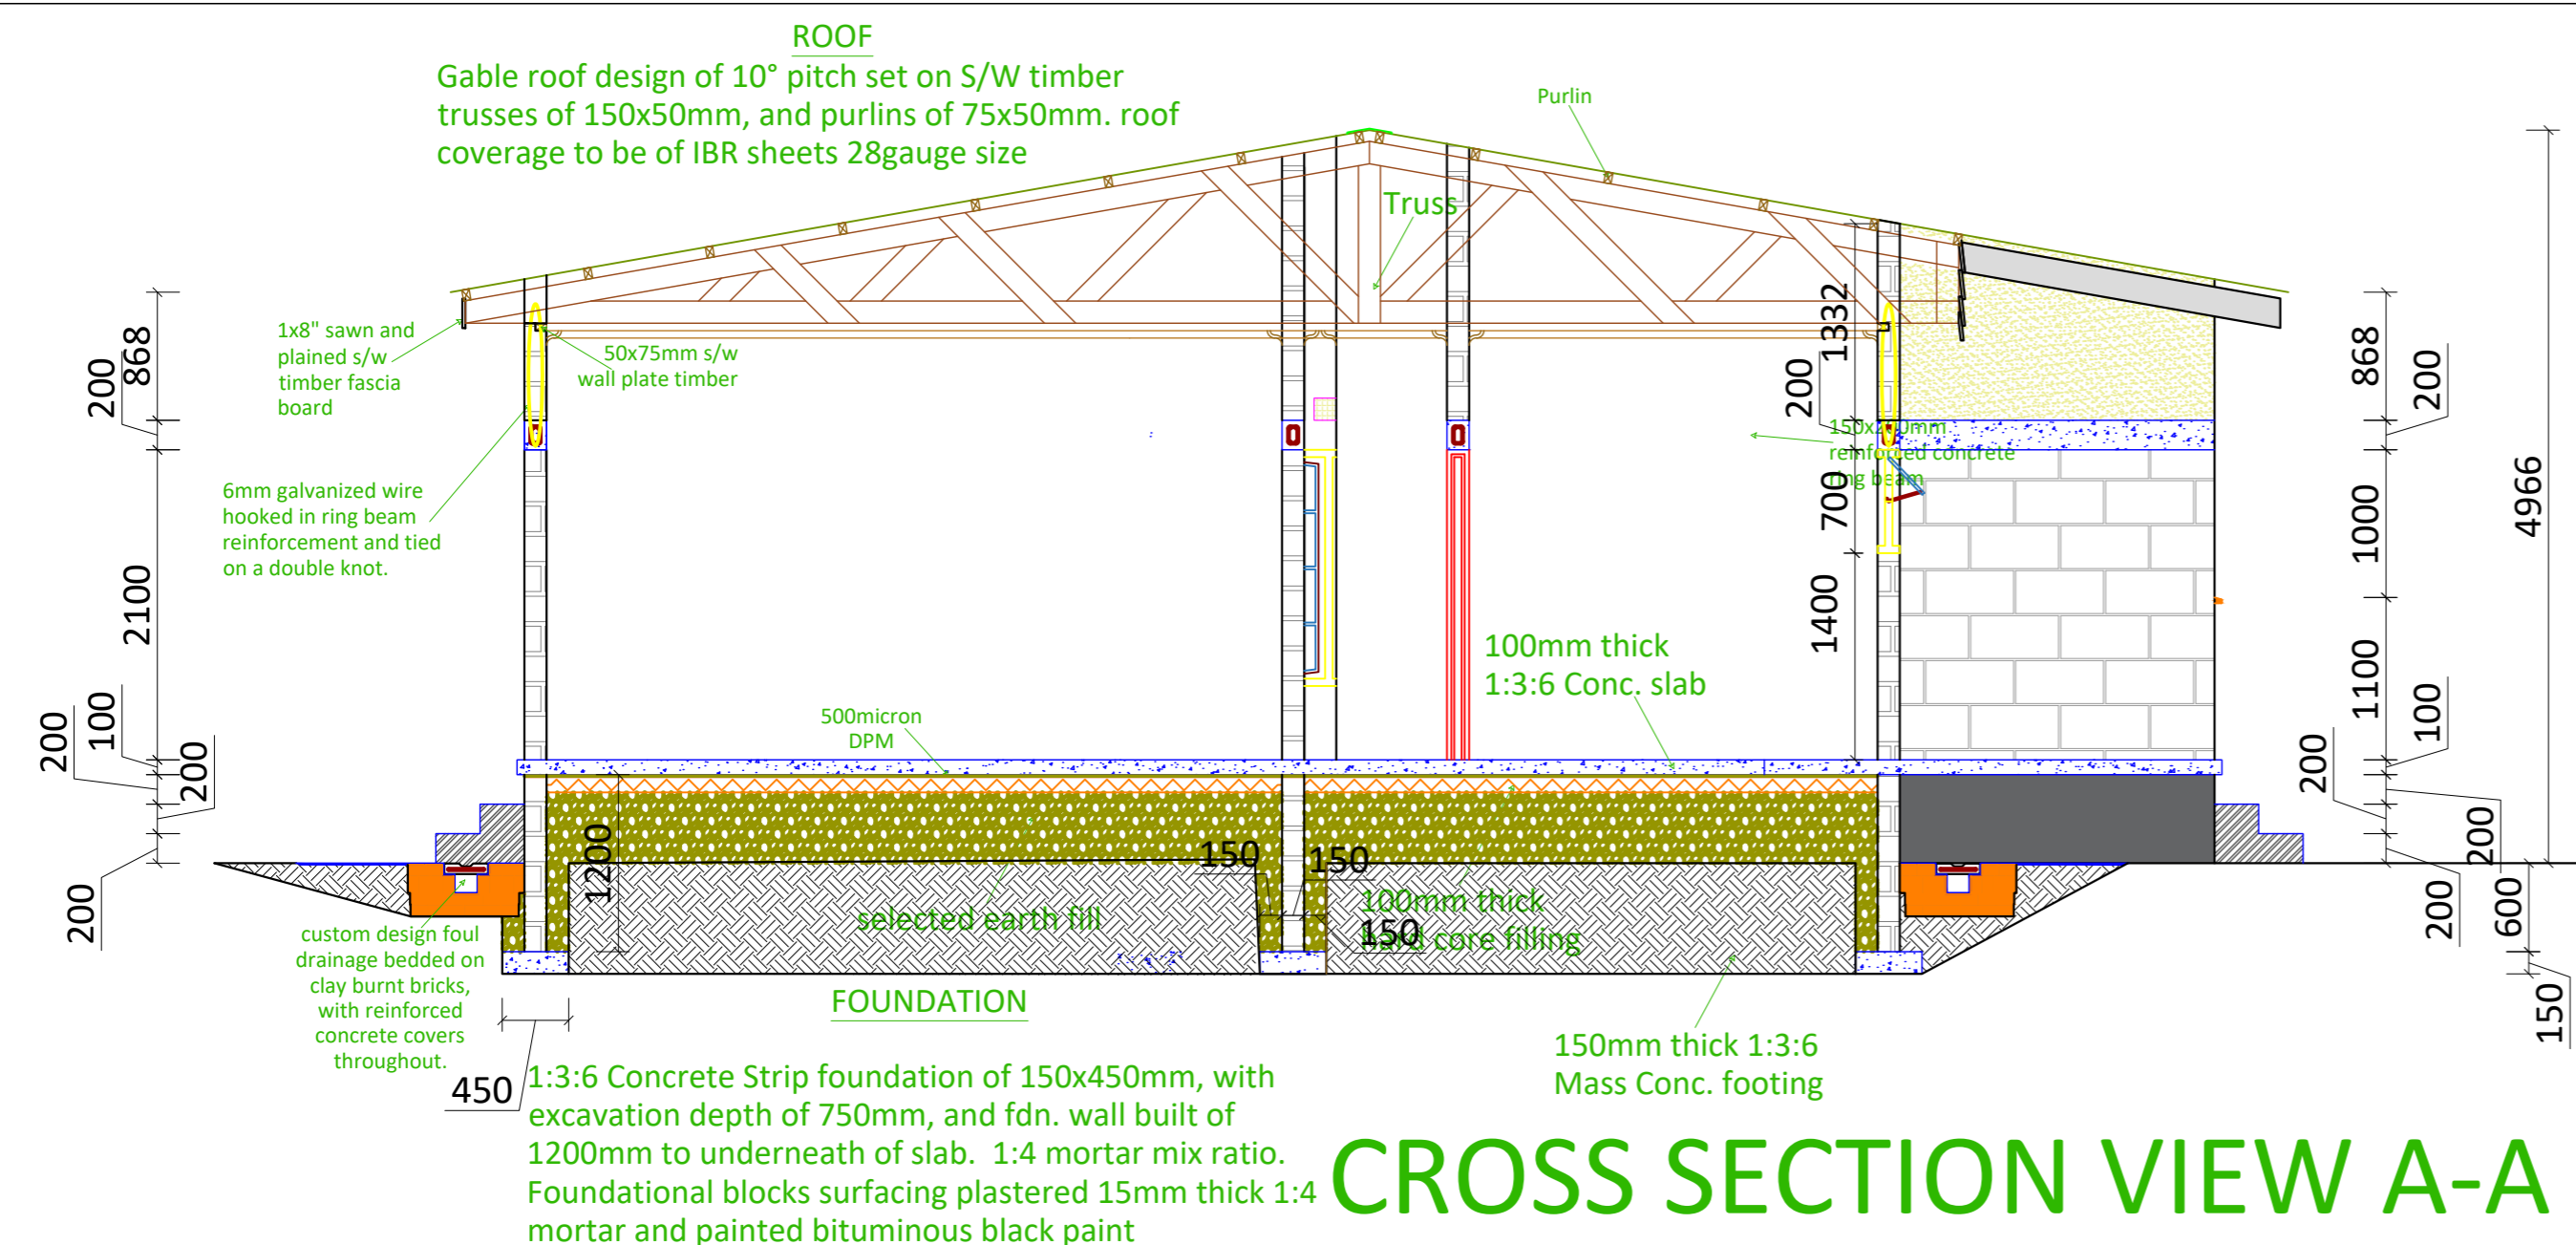 ROOF
Gable roof design of 10° pitch set on S/W timber
trusses of 150x50mm, and purlins of 75x50mm. roof
coverage to be of IBR sheets 28gauge size
Purlin
Truss
1x8" sawn and
plained s/w
timber fascia
board
50x75mm s/w
wall plate timber
6mm galvanized wire
hooked in ring beam
reinforcement and tied
on a double knot.
868
200
2100
100
200
200
200
1332
200
700
1400
150x200mm
reinforced concrete
ring beam
868
200
1000
1100
100
200
200
200
4966
600
150
100mm thick
1:3:6 Conc. slab
500micron
DPM
1200
150
150
150
selected earth fill
100mm thick
hard core filling
custom design foul
drainage bedded on
clay burnt bricks,
with reinforced
concrete covers
throughout.
450
FOUNDATION
1:3:6 Concrete Strip foundation of 150x450mm, with
excavation depth of 750mm, and fdn. wall built of
1200mm to underneath of slab. 1:4 mortar mix ratio.
Foundational blocks surfacing plastered 15mm thick 1:4
mortar and painted bituminous black paint
150mm thick 1:3:6
Mass Conc. footing
CROSS SECTION VIEW A-A